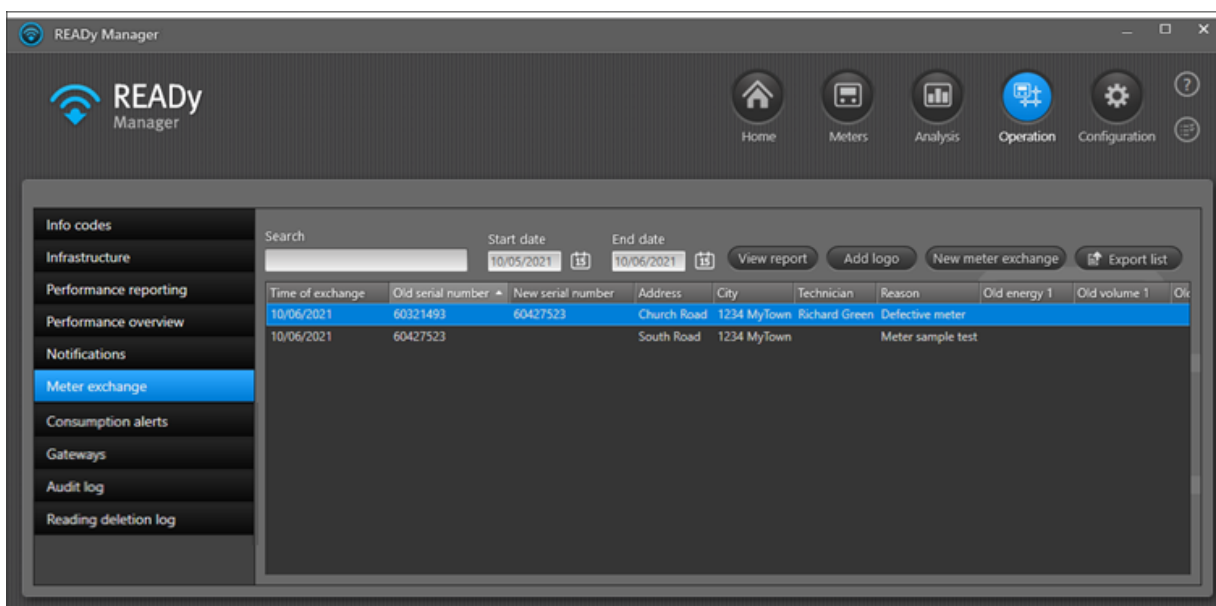 READy Manager
READy
Manager
Home Meters Analysis Operation Configuration
Info codes
Infrastructure
Performance reporting
Performance overview
Notifications
Meter exchange
Consumption alerts
Gateways
Audit log
Reading deletion log
Search Start date End date
10/05/2021 15 10/06/2021 15 View report Add logo New meter exchange Export list
Time of exchange Old serial number New serial number Address City Technician Reason Old energy 1 Old volume 1
10/06/2021 60321493 60427523 Church Road 1234 MyTown Richard Green Defective meter
10/06/2021 60427523 South Road 1234 MyTown Meter sample test